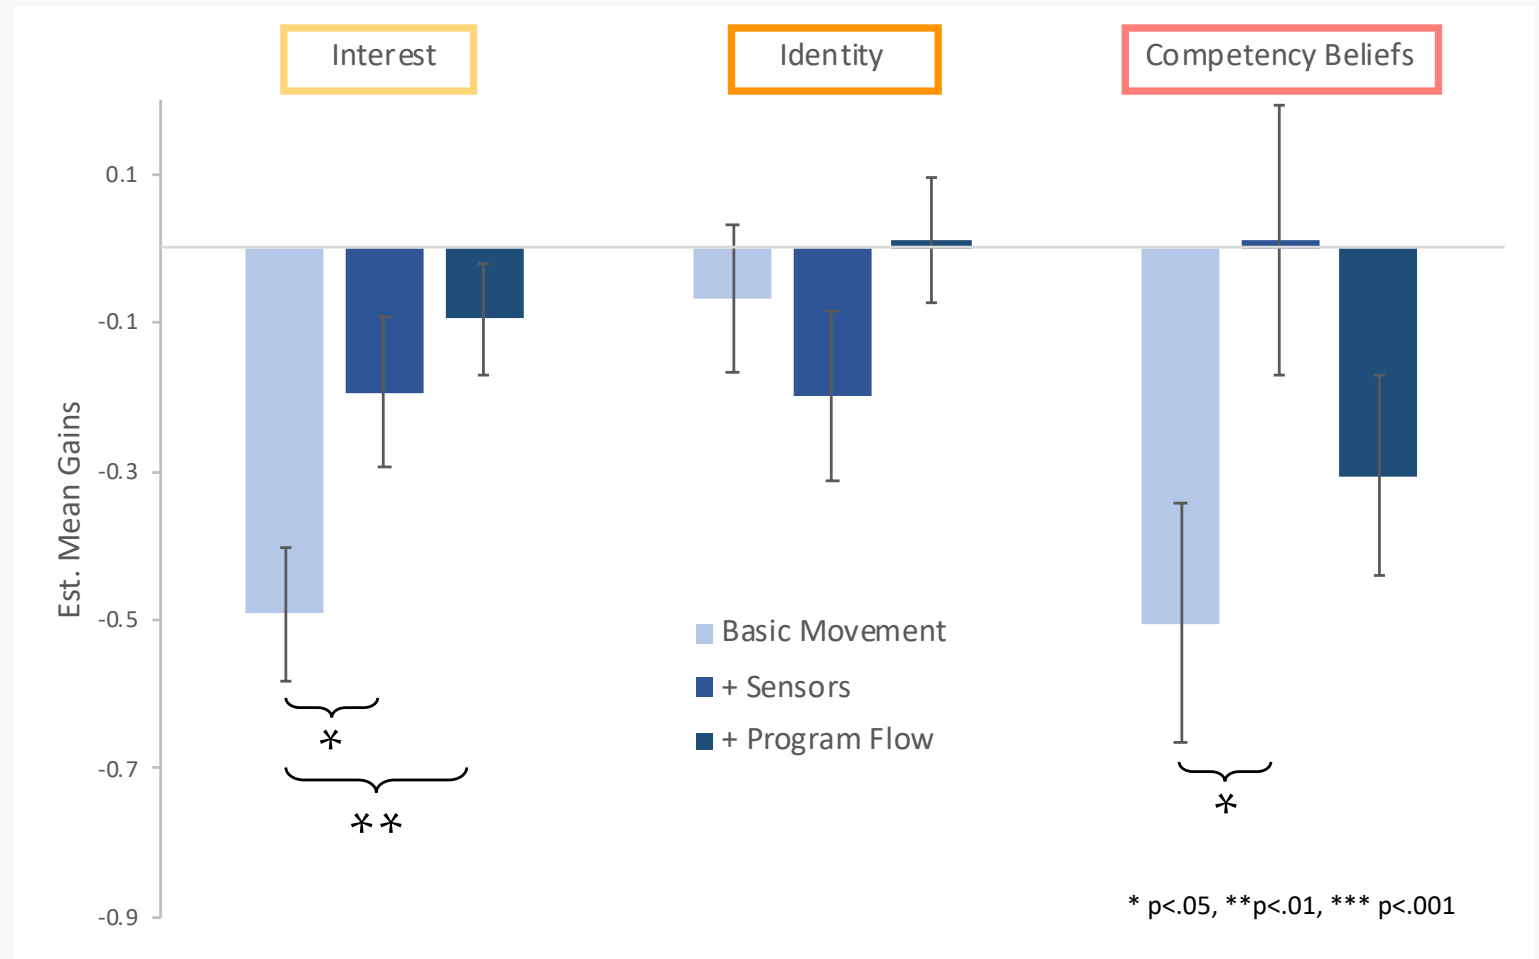 Interest
Identity
Competency Beliefs
0.1
-0.1
-0.3
-0.5
-0.7
-0.9
Est. Mean Gains
Basic Movement
+ Sensors
+ Program Flow
*
**
*
* p<.05, **p<.01, *** p<.001